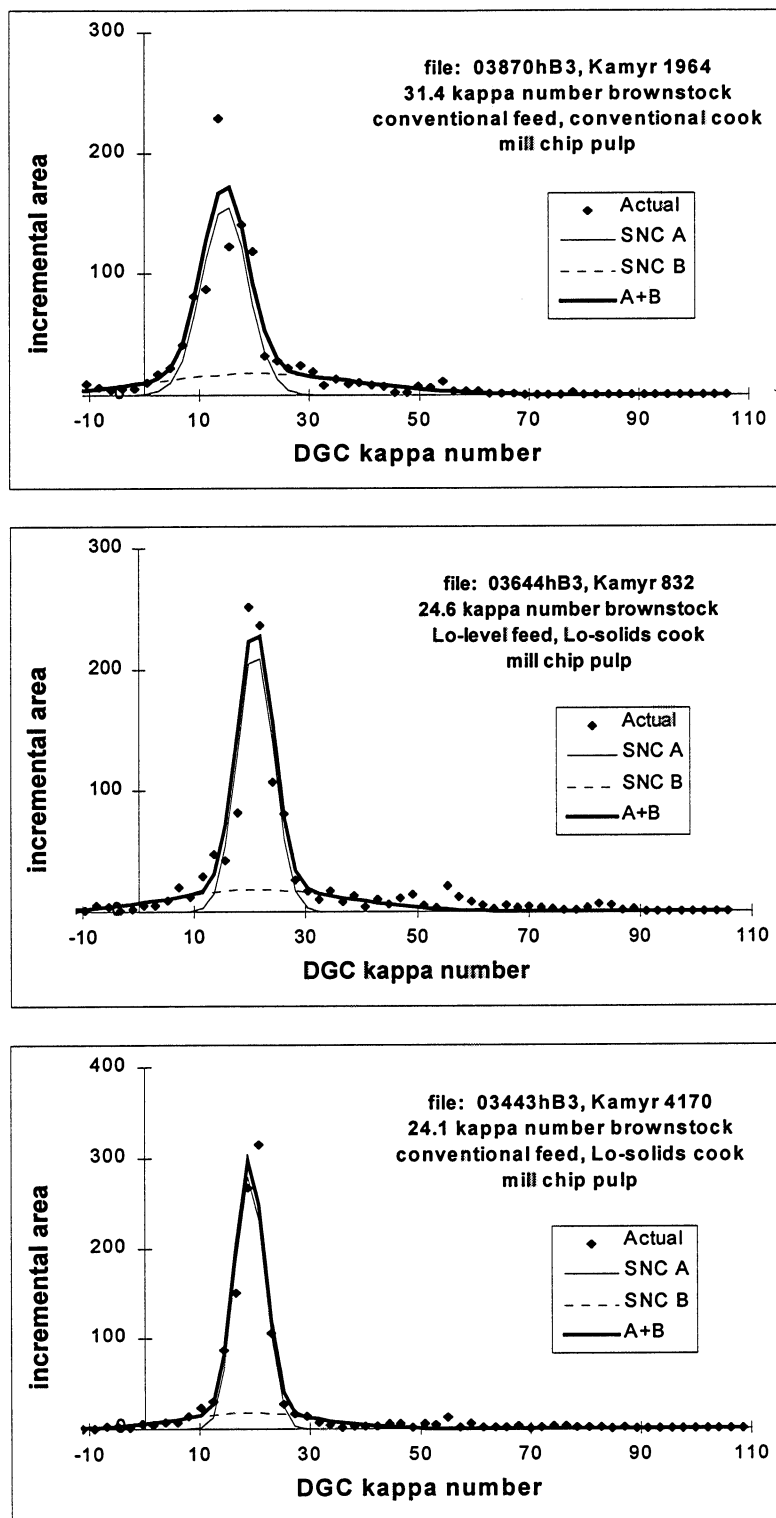 300
200
100
0
-10 10 30 50 70 90 110
incremental area
DGC kappa number
file: 03870hB3, Kamyr 1964
31.4 kappa number brownstock
conventional feed, conventional cook
mill chip pulp
Actual
SNC A
SNC B
A+B
300
200
100
0
-10 10 30 50 70 90 110
incremental area
DGC kappa number
file: 03644hB3, Kamyr 832
24.6 kappa number brownstock
Lo-level feed, Lo-solids cook
mill chip pulp
Actual
SNC A
SNC B
A+B
400
300
200
100
0
-10 10 30 50 70 90 110
incremental area
DGC kappa number
file: 03443hB3, Kamyr 4170
24.1 kappa number brownstock
conventional feed, Lo-solids cook
mill chip pulp
Actual
SNC A
SNC B
A+B